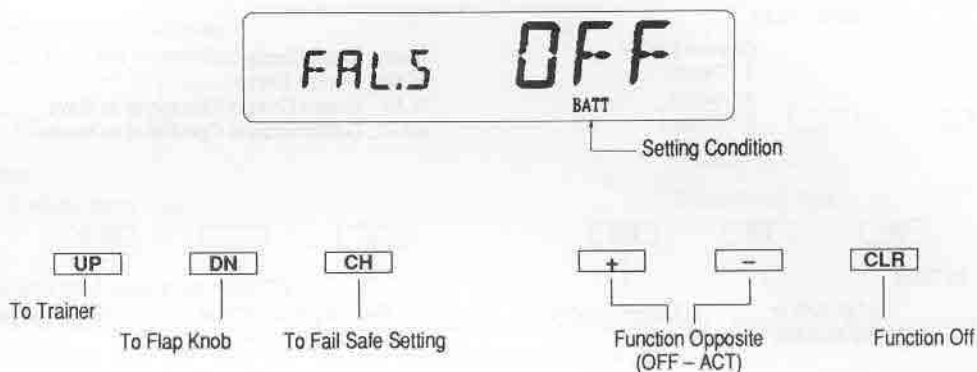 FAL.S OFF
BATT
Setting Condition
UP DN CH + - CLR
To Trainer
To Flap Knob To Fail Safe Setting Function Opposite Function Off
(OFF – ACT)